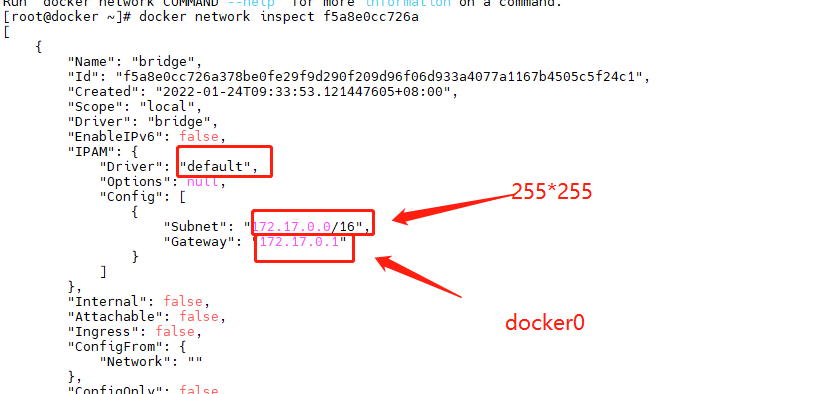 Run 'docker network COMMAND --help' for more information on a command.
[root@docker ~]# docker network inspect f5a8e0cc726a
[
    {
        "Name": "bridge",
        "Id": "f5a8e0cc726a378be0fe29f9d290f209d96f06d933a4077a1167b4505c5f24c1",
        "Created": "2022-01-24T09:33:53.121447605+08:00",
        "Scope": "local",
        "Driver": "bridge",
        "EnableIPv6": false,
        "IPAM": {
            "Driver": "default",
            "Options": null,
            "Config": [
                {
                    "Subnet": "172.17.0.0/16",
                    "Gateway": "172.17.0.1"
                }
            ]
        },
        "Internal": false,
        "Attachable": false,
        "Ingress": false,
        "ConfigFrom": {
            "Network": ""
        },
        "ConfigOnly": false,
255*255
docker0